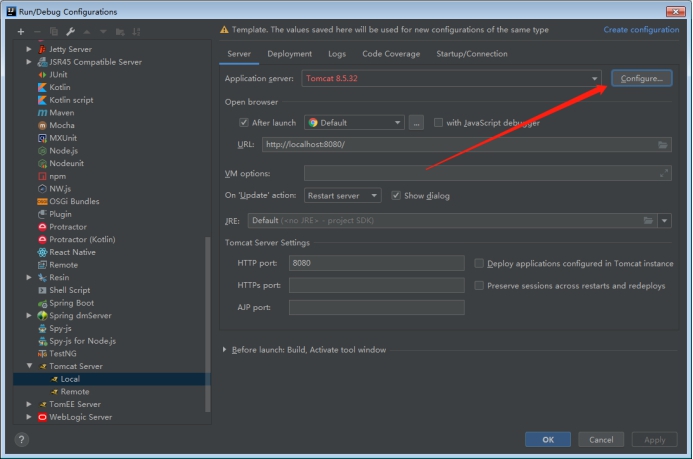 Run/Debug Configurations
Template. The values saved here will be used for new configurations of the same type
Create configuration
Jetty Server
JSR45 Compatible Server
JUnit
Kotlin
Kotlin script
Maven
Mocha
MXUnit
Node.js
Nodeunit
npm
NW.js
OSGi Bundles
Plugin
Protractor
Protractor (Kotlin)
React Native
Remote
Resin
Shell Script
Spring Boot
Spring dmServer
Spy-js
Spy-js for Node.js
TestNG
Tomcat Server
Local
Remote
TomEE Server
WebLogic Server
Server Deployment Logs Code Coverage Startup/Connection
Application server: Tomcat 8.5.32 Configure...
Open browser
After launch Default ... with JavaScript debugger
URL: http://localhost:8080/
VM options:
On 'Update' action: Restart server Show dialog
JRE: Default (<no JRE> - project SDK)
Tomcat Server Settings
HTTP port: 8080 Deploy applications configured in Tomcat instance
HTTPs port: Preserve sessions across restarts and redeploys
AJP port:
Before launch: Build, Activate tool window
? OK Cancel Apply